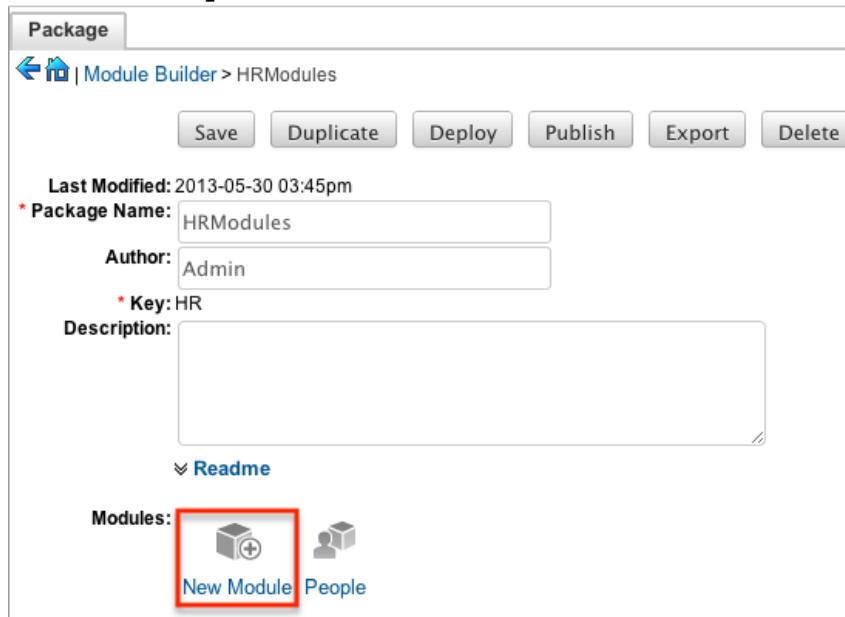 Package
| Module Builder > HRModules
Save Duplicate Deploy Publish Export Delete
Last Modified: 2013-05-30 03:45pm
* Package Name: HRModules
Author: Admin
* Key: HR
Description:
Readme
Modules:
New Module People